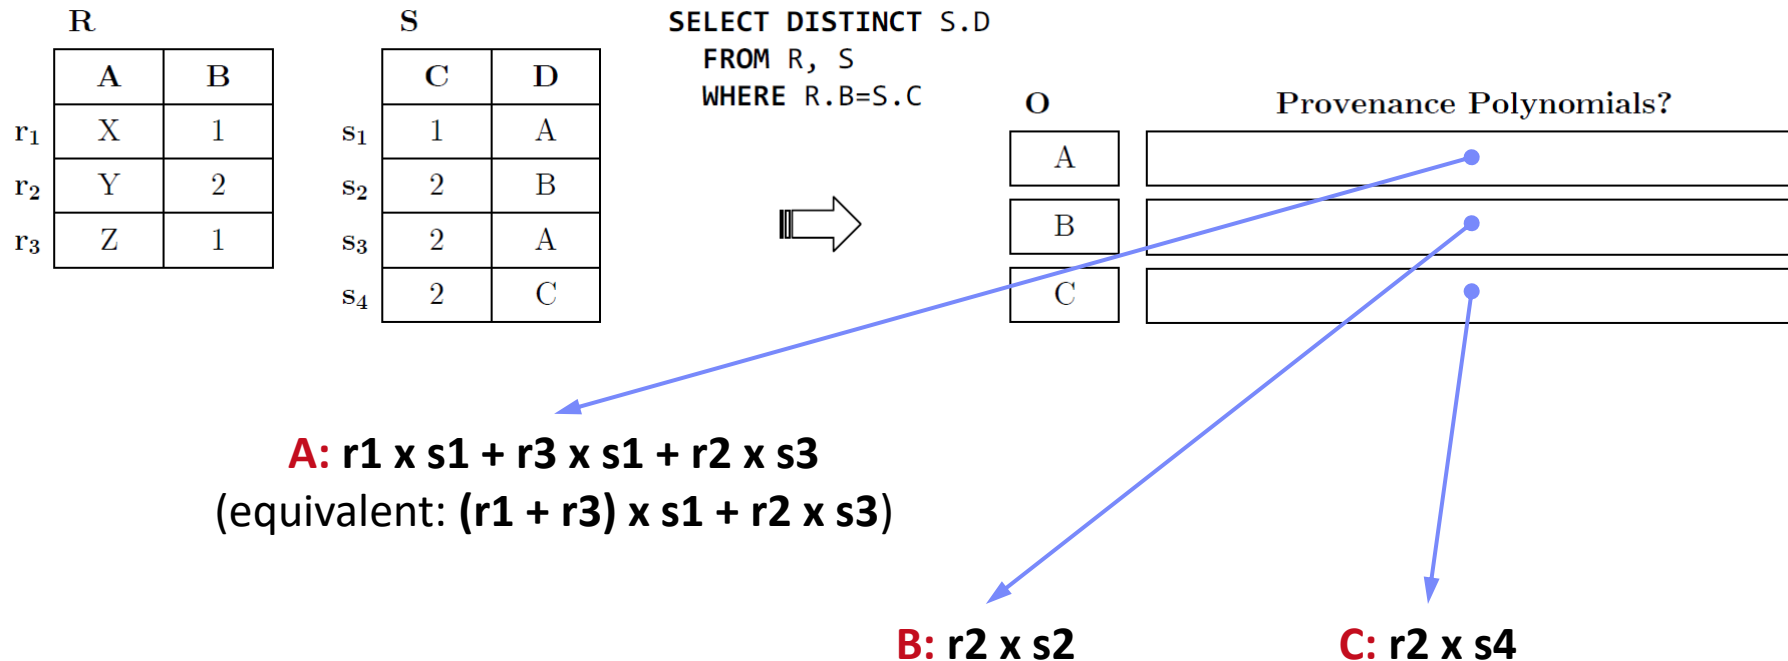 R
A B
r1 X 1
r2 Y 2
r3 Z 1
S
C D
s1 1 A
s2 2 B
s3 2 A
s4 2 C
SELECT DISTINCT S.D
FROM R, S
WHERE R.B=S.C
O Provenance Polynomials?
A
B
C
A: r1 x s1 + r3 x s1 + r2 x s3
(equivalent: (r1 + r3) x s1 + r2 x s3)
B: r2 x s2
C: r2 x s4